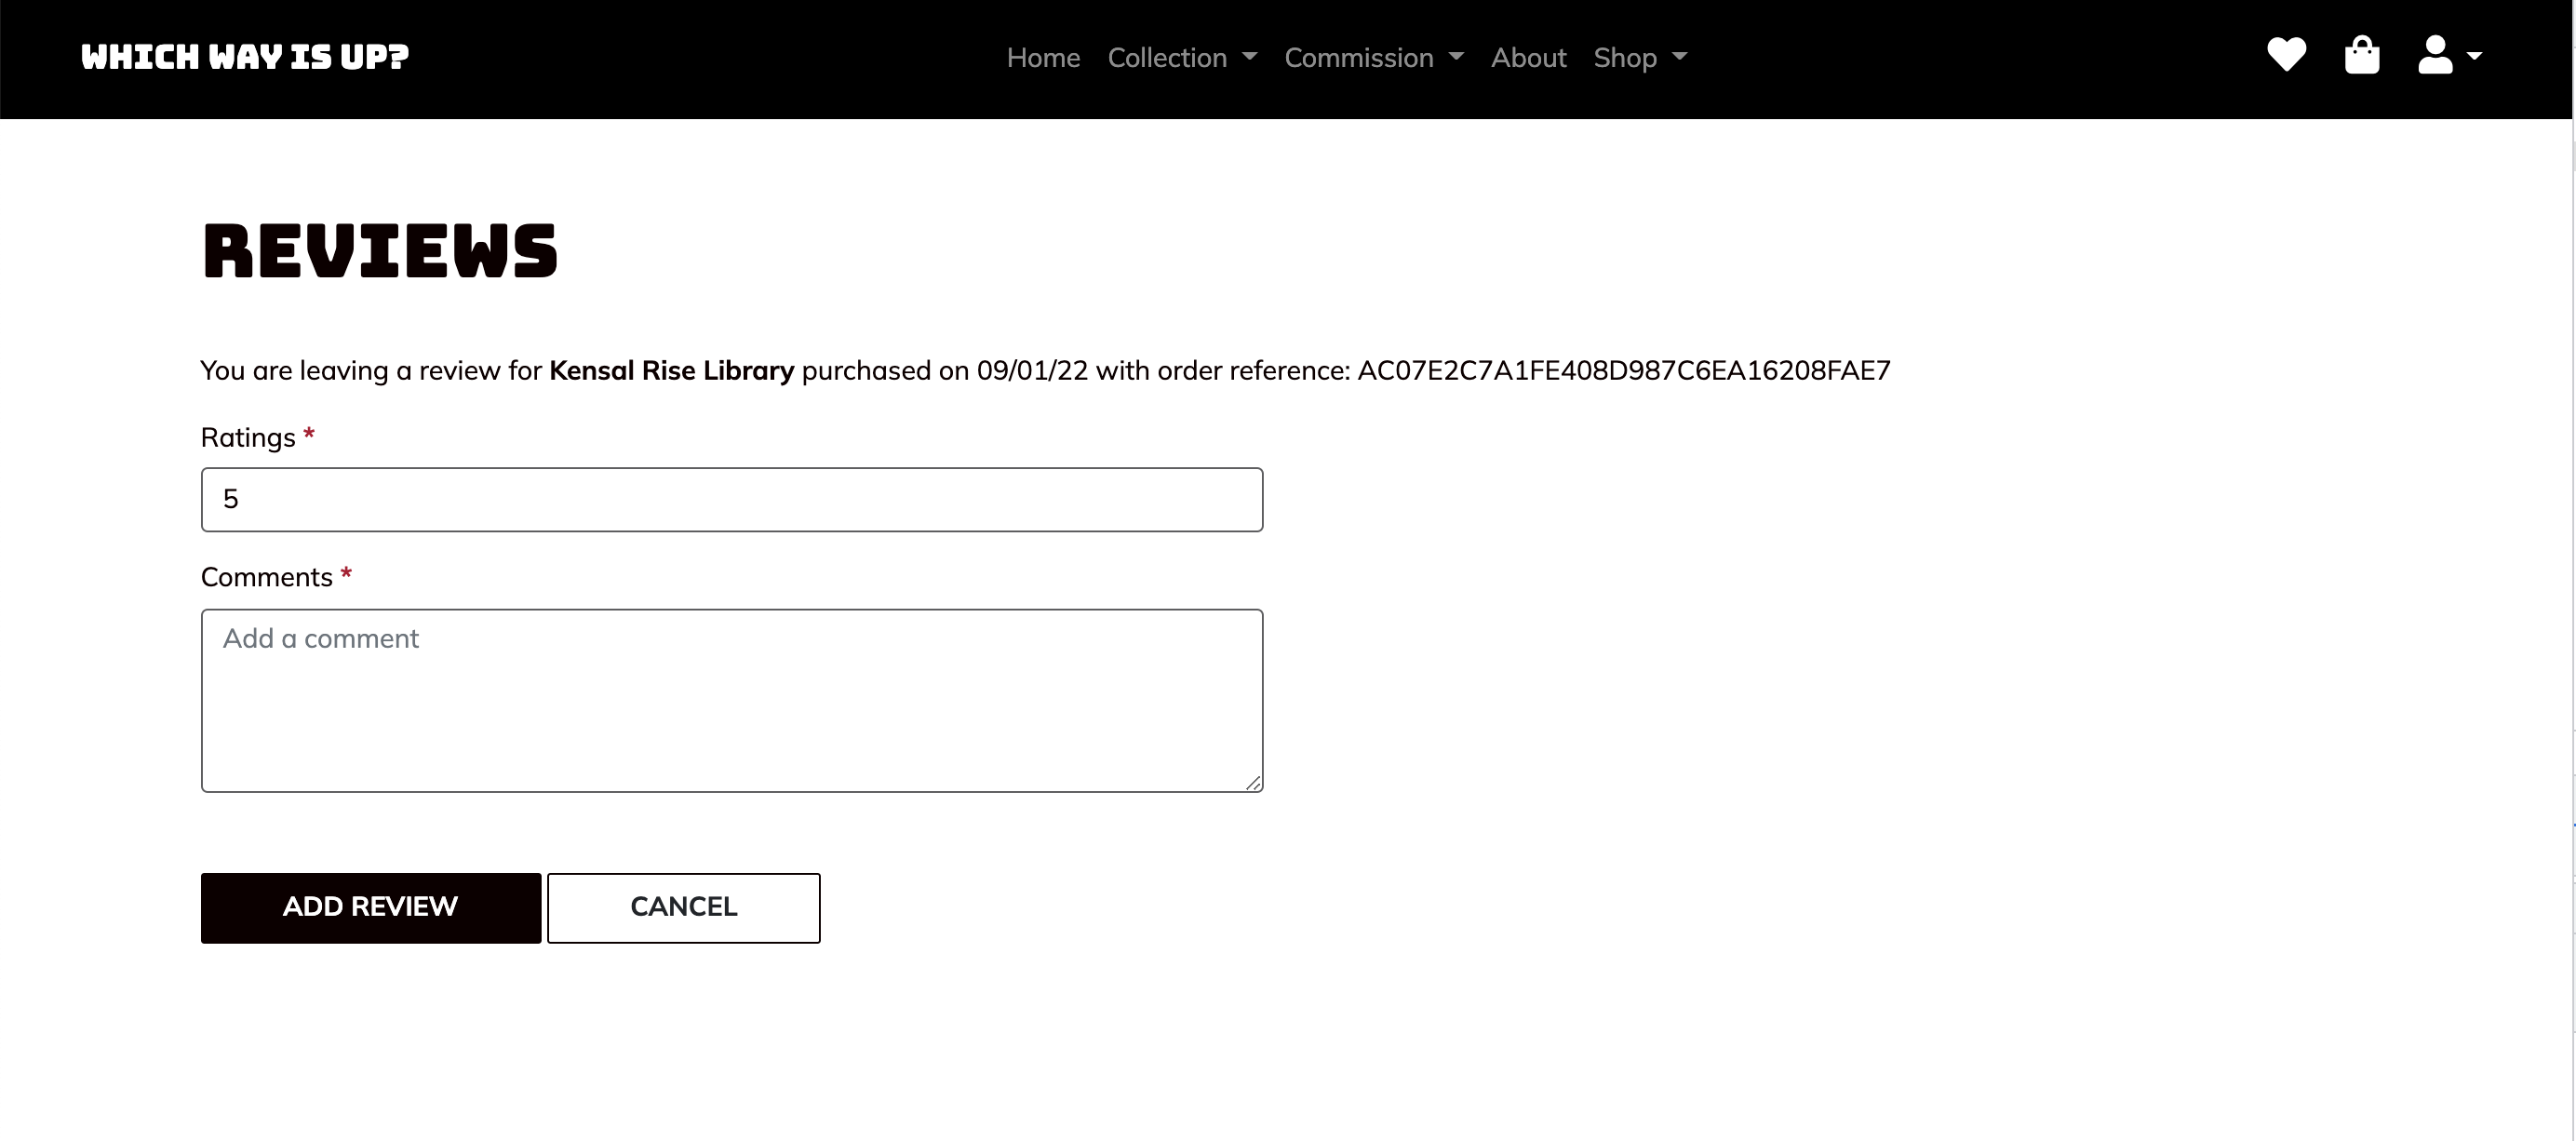 WHICH WAY IS UP?
Home Collection Commission About Shop
REVIEWS
You are leaving a review for Kensal Rise Library purchased on 09/01/22 with order reference: AC07E2C7A1FE408D987C6EA16208FAE7
Ratings *
5
Comments *
Add a comment
ADD REVIEW CANCEL